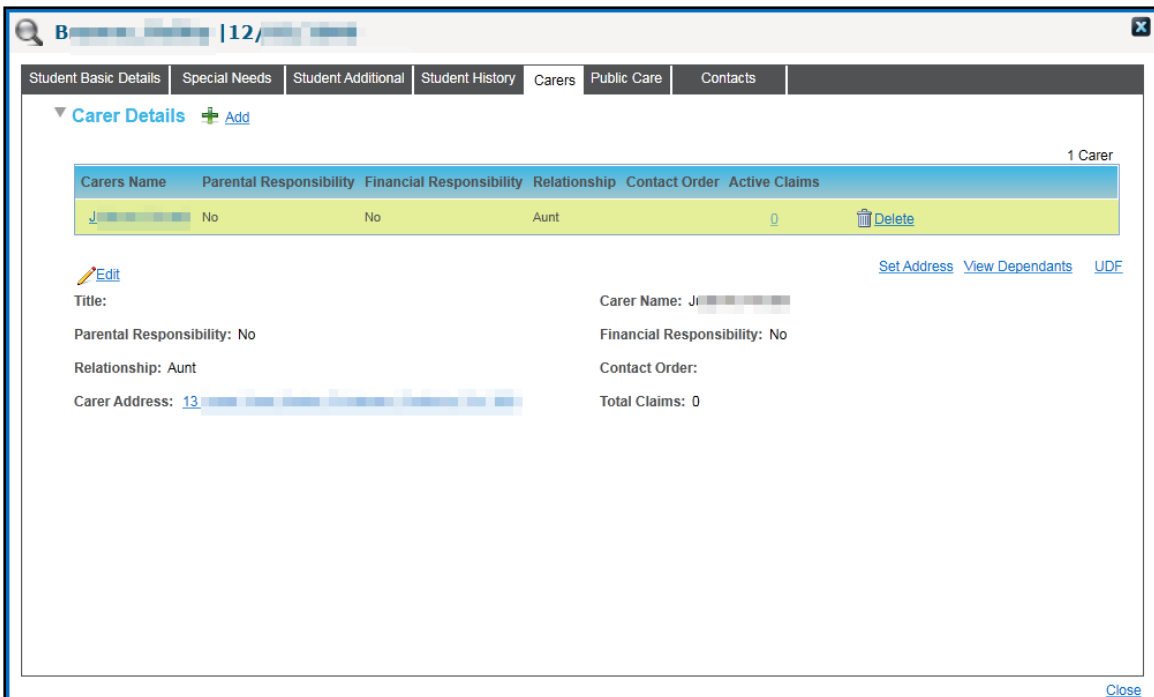 |12/
Student Basic Details Special Needs Student Additional Student History Carers Public Care Contacts
Carer Details Add
1 Carer
Carers Name Parental Responsibility Financial Responsibility Relationship Contact Order Active Claims
No No Aunt 0 Delete
Edit Set Address View Dependants UDF
Title: Carer Name:
Parental Responsibility: No Financial Responsibility: No
Relationship: Aunt Contact Order:
Carer Address: 13 Total Claims: 0
Close